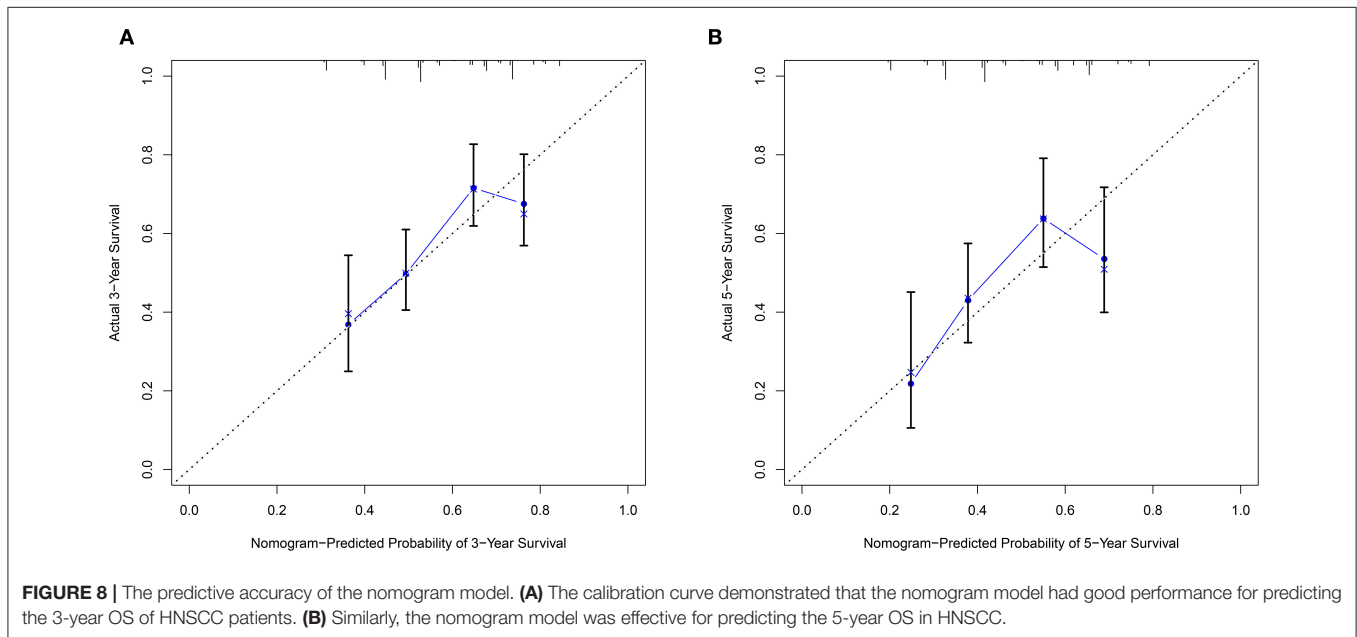 A
B
1.0
0.8
0.6
0.4
0.2
0.0
Actual 3−Year Survival
0.0 0.2 0.4 0.6 0.8 1.0
Nomogram−Predicted Probability of 3−Year Survival
1.0
0.8
0.6
0.4
0.2
0.0
Actual 5−Year Survival
0.0 0.2 0.4 0.6 0.8 1.0
Nomogram−Predicted Probability of 5−Year Survival
FIGURE 8 | The predictive accuracy of the nomogram model. (A) The calibration curve demonstrated that the nomogram model had good performance for predicting
the 3-year OS of HNSCC patients. (B) Similarly, the nomogram model was effective for predicting the 5-year OS in HNSCC.